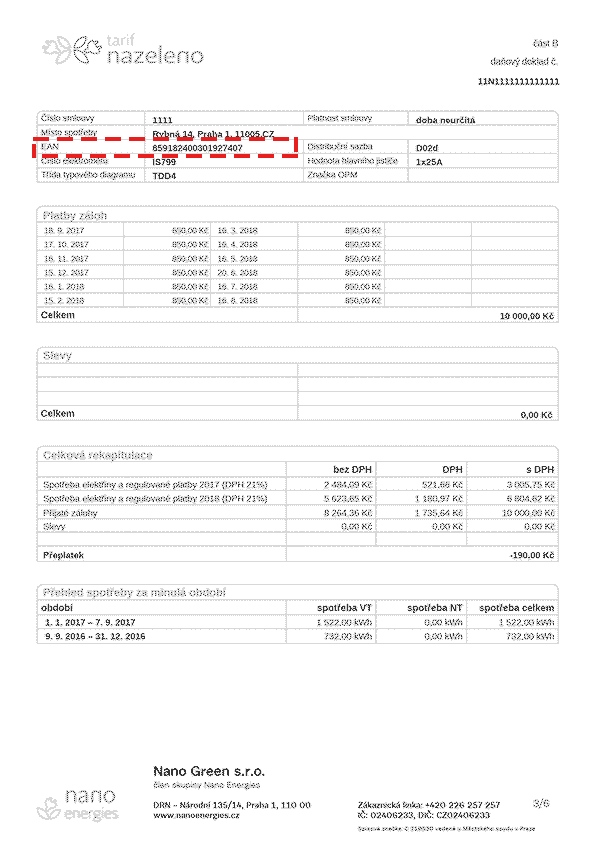 tarif
nazeleno
část B
daňový doklad č.
11N1111111111111
Číslo smlouvy 1111 Platnost smlouvy doba neurčitá
Místo spotřeby Rybná 14, Praha 1, 11005,CZ
EAN 859182400301927407 Distribuční sazba D02d
Číslo elektroměru IS799 Hodnota hlavního jističe 1x25A
Třída typového diagramu TDD4 Značka OPM
Platby záloh
18. 9. 2017 850,00 Kč 16. 3. 2018 850,00 Kč
17. 10. 2017 850,00 Kč 16. 4. 2018 850,00 Kč
16. 11. 2017 850,00 Kč 16. 5. 2018 850,00 Kč
15. 12. 2017 850,00 Kč 20. 6. 2018 850,00 Kč
16. 1. 2018 850,00 Kč 16. 7. 2018 850,00 Kč
15. 2. 2018 850,00 Kč 16. 8. 2018 850,00 Kč
Celkem 10 000,00 Kč
Slevy
Celkem 0,00 Kč
Celková rekapitulace
bez DPH DPH s DPH
Spotřeba elektřiny a regulované platby 2017 (DPH 21%) 2 484,09 Kč 521,66 Kč 3 005,75 Kč
Spotřeba elektřiny a regulované platby 2018 (DPH 21%) 5 623,65 Kč 1 180,97 Kč 6 804,62 Kč
Přijaté zálohy 8 264,36 Kč 1 735,64 Kč 10 000,00 Kč
Slevy 0,00 Kč 0,00 Kč 0,00 Kč
Přeplatek -190,00 Kč
Přehled spotřeby za minulá období
období spotřeba VT spotřeba NT spotřeba celkem
1. 1. 2017 – 7. 9. 2017 1 522,00 kWh 0,00 kWh 1 522,00 kWh
9. 9. 2016 – 31. 12. 2016 732,00 kWh 0,00 kWh 732,00 kWh
nano
energies
Nano Green s.r.o.
člen skupiny Nano Energies
DRN – Národní 135/14, Praha 1, 110 00
www.nanoenergies.cz
Zákaznická linka: +420 226 257 257
IČ: 02406233, DIČ: CZ02406233
3/6